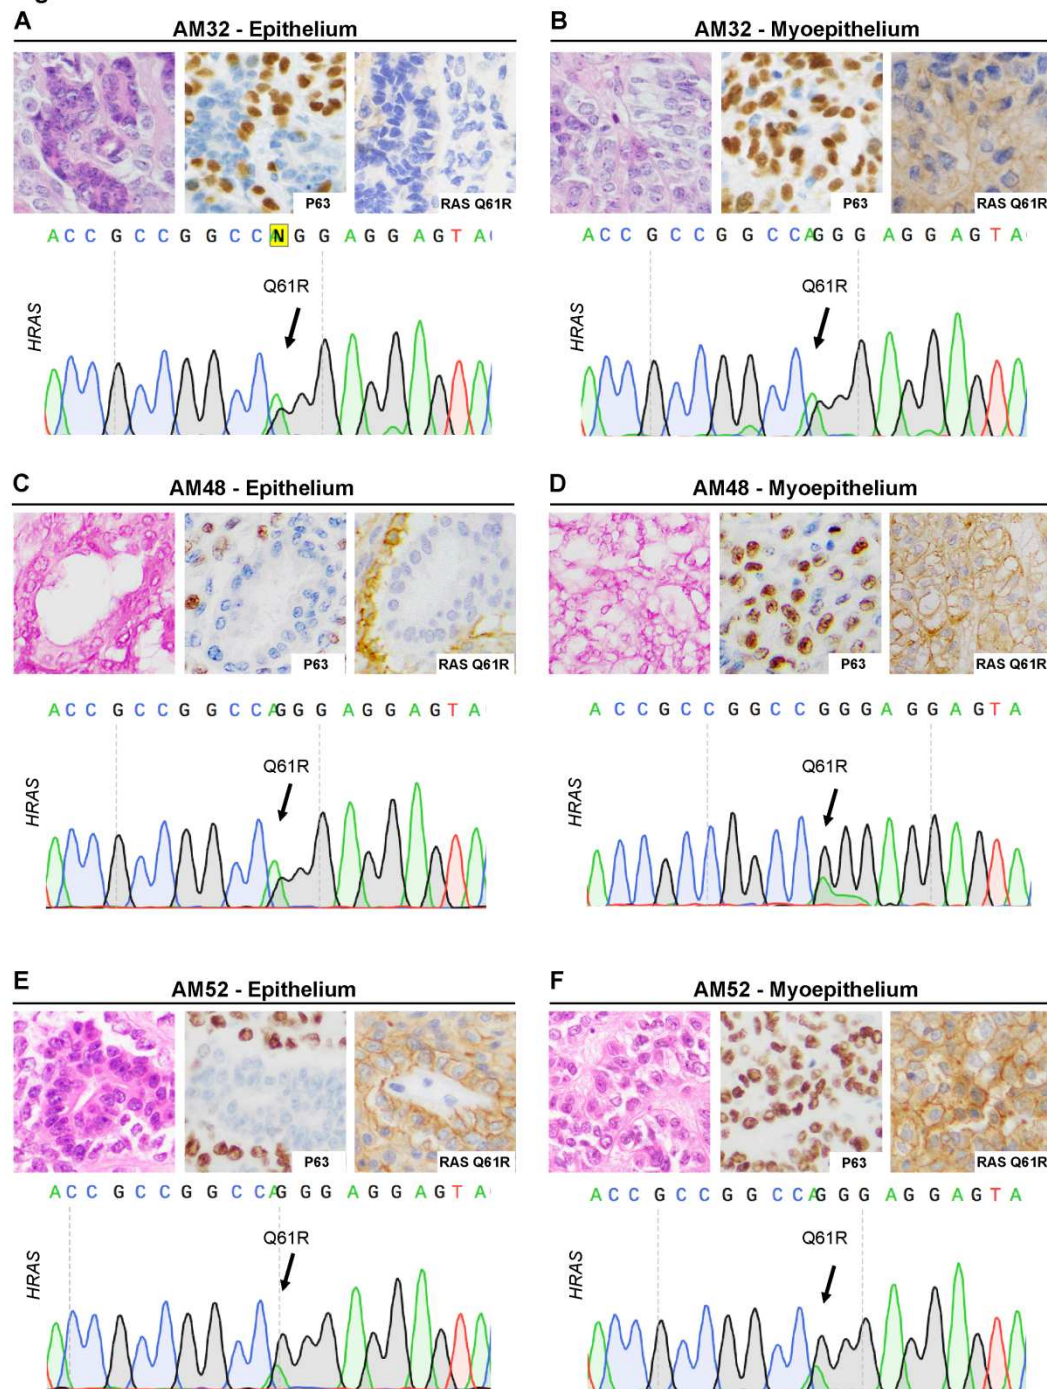 A
AM32 - Epithelium
P63
RAS Q61R
A C C G C C G G C C N G G A G G A G T A
Q61R
HRAS
B
AM32 - Myoepithelium
P63
RAS Q61R
A C C G C C G G C C A G G G A G G A G T A
Q61R
HRAS
C
AM48 - Epithelium
P63
RAS Q61R
A C C G C C G G C C A G G G A G G A G T A
Q61R
HRAS
D
AM48 - Myoepithelium
P63
RAS Q61R
A C C G C C G G C C G G G A G G A G T A
Q61R
HRAS
E
AM52 - Epithelium
P63
RAS Q61R
A C C G C C G G C C A G G G A G G A G T A
Q61R
HRAS
F
AM52 - Myoepithelium
P63
RAS Q61R
A C C G C C G G C C A G G G A G G A G T A
Q61R
HRAS